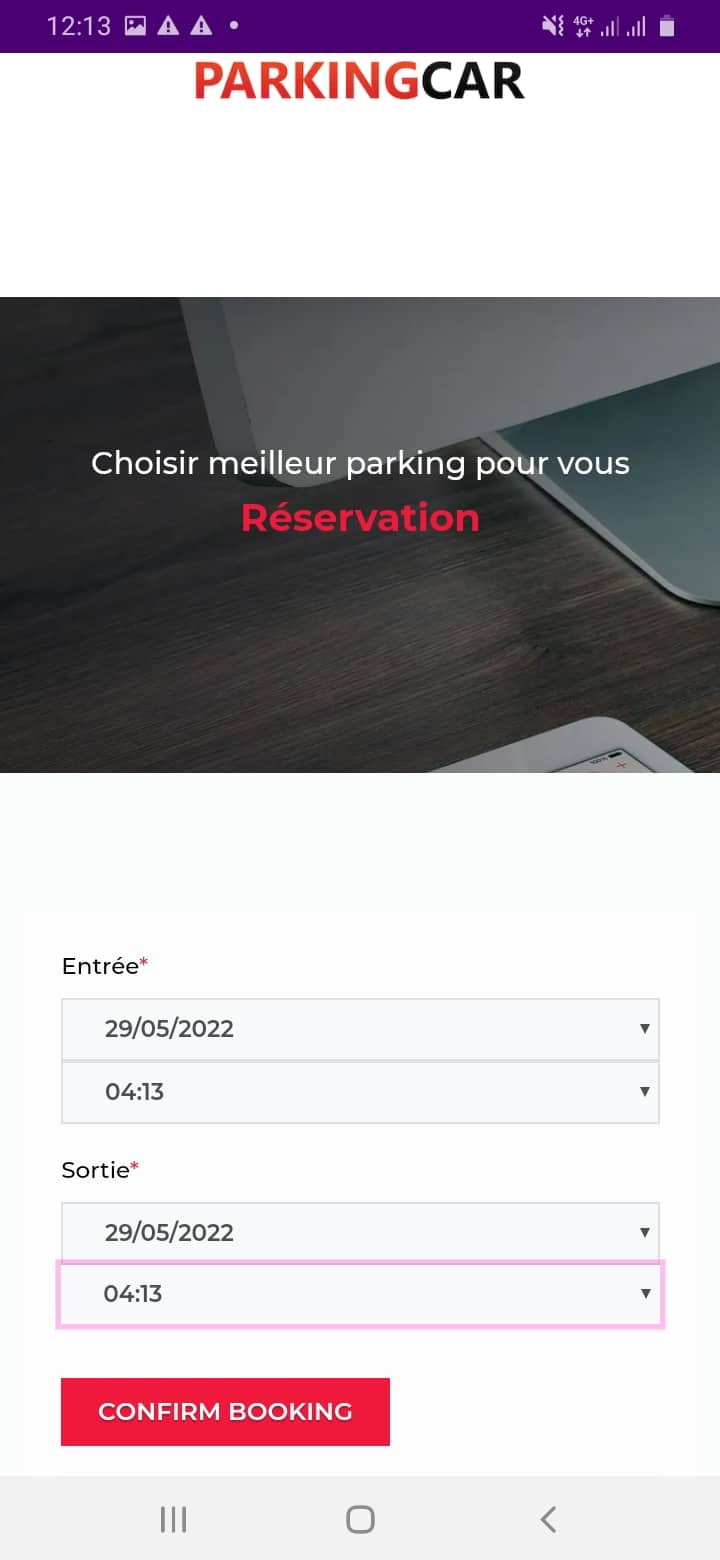 12:13
4G+
PARKINGCAR
Choisir meilleur parking pour vous
Réservation
Entrée*
29/05/2022
04:13
Sortie*
29/05/2022
04:13
CONFIRM BOOKING